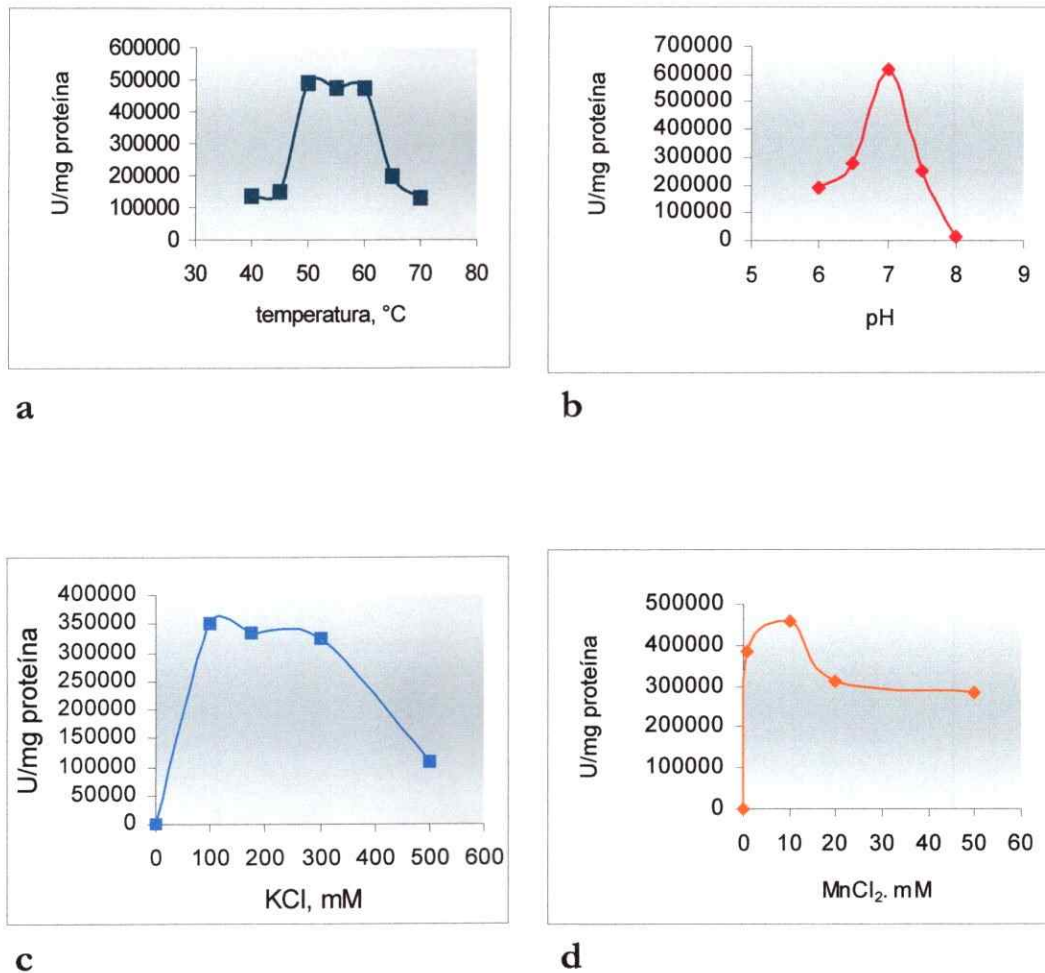 600000
500000
400000
300000
200000
100000
0
U/mg proteína
30 40 50 60 70 80
temperatura, °C
a
700000
600000
500000
400000
300000
200000
100000
0
U/mg proteína
5 6 7 8 9
pH
b
400000
350000
300000
250000
200000
150000
100000
50000
0
U/mg proteína
0 100 200 300 400 500 600
KCl, mM
c
500000
400000
300000
200000
100000
0
U/mg proteína
0 10 20 30 40 50 60
MnCl₂. mM
d